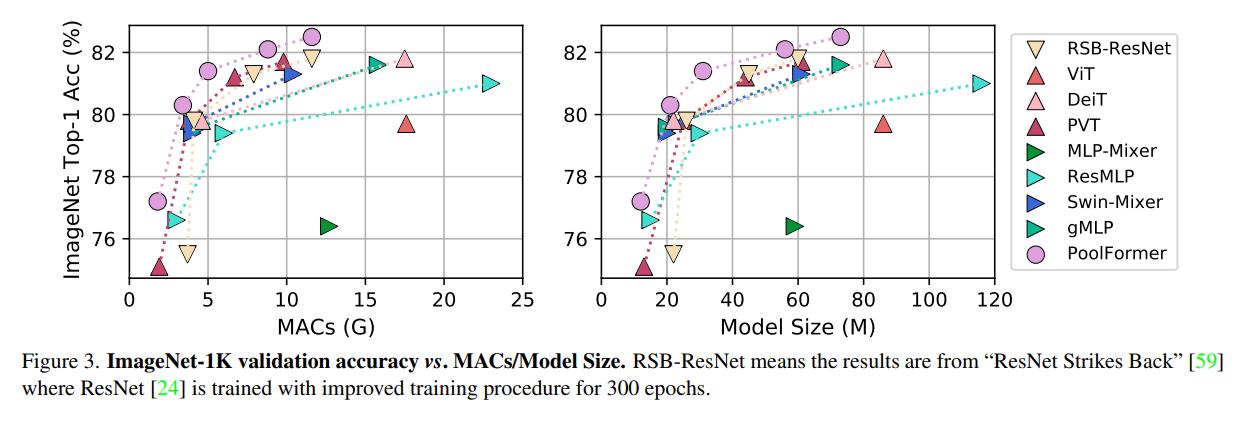 ImageNet Top-1 Acc (%)
82
80
78
76
0 5 10 15 20 25
MACs (G)
0 20 40 60 80 100 120
Model Size (M)
RSB-ResNet
ViT
DeiT
PVT
MLP-Mixer
ResMLP
Swin-Mixer
gMLP
PoolFormer
82
80
78
76
Figure 3. ImageNet-1K validation accuracy vs. MACs/Model Size. RSB-ResNet means the results are from “ResNet Strikes Back” [59]
where ResNet [24] is trained with improved training procedure for 300 epochs.